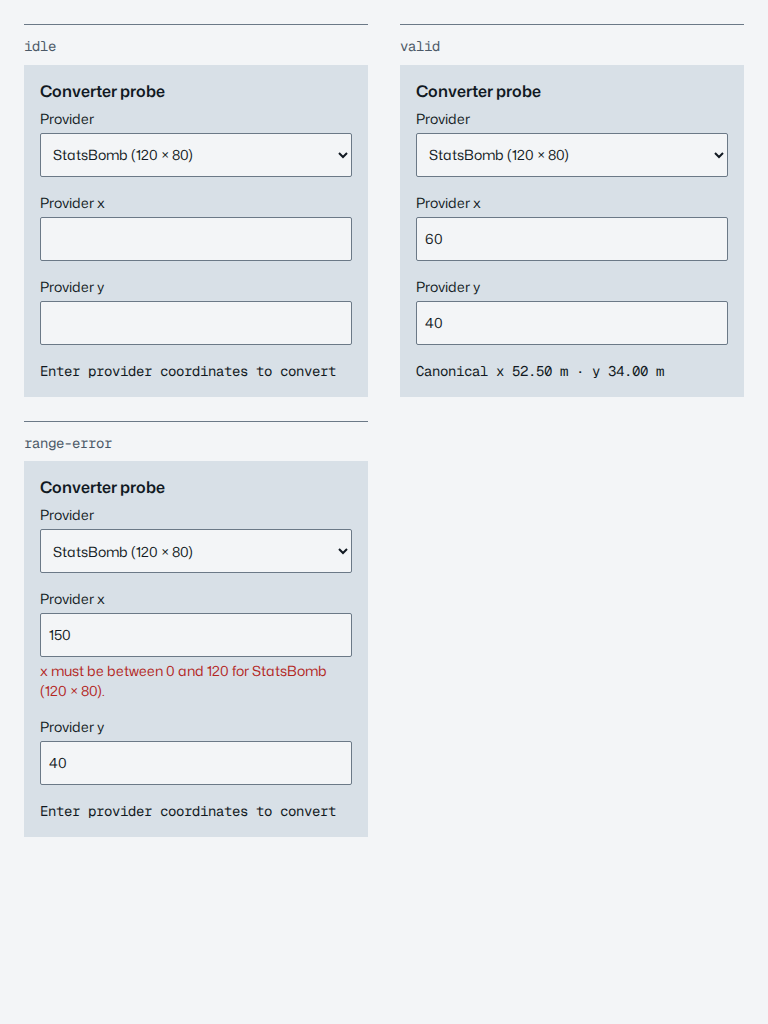 idle
Converter probe
Provider
StatsBomb (120 × 80)
Provider x
Provider y
Enter provider coordinates to convert
valid
Converter probe
Provider
StatsBomb (120 × 80)
Provider x
60
Provider y
40
Canonical x 52.50 m · y 34.00 m
range-error
Converter probe
Provider
StatsBomb (120 × 80)
Provider x
150
x must be between 0 and 120 for StatsBomb
(120 × 80).
Provider y
40
Enter provider coordinates to convert